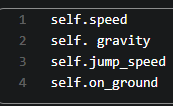 1 self.speed
2 self. gravity
3 self.jump_speed
4 self.on_ground